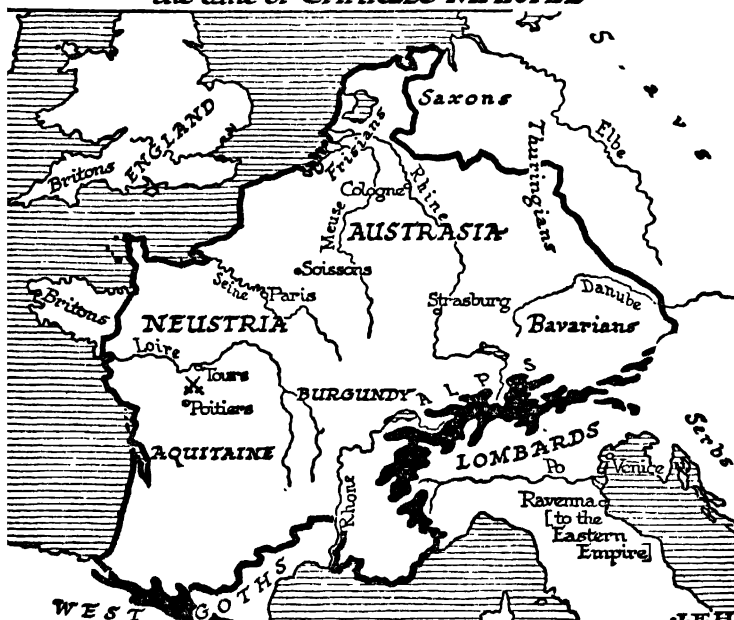 the time of CHARLES MARTEL
Slavs
Saxons
ENGLAND
Elbe
Frisians
Thuringians
Britons
Cologne
Rhine
Meuse
AUSTRASIA
Soissons
Seine
Paris
Danube
Britons
Strasburg
NEUSTRIA
Bavarians
Loire
Tours
ALPS
BURGUNDY
Poitiers
Serbs
AQUITAINE
LOMBARDS
Po
Venice
Rhone
Ravenna
[to the
Eastern
Empire]
WEST GOTHS